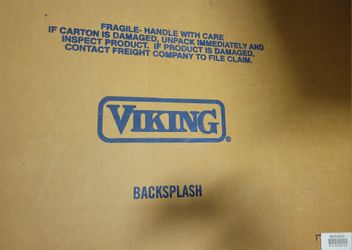 FRAGILE- HANDLE WITH CARE
IF CARTON IS DAMAGED, UNPACK IMMEDIATELY AND
INSPECT PRODUCT. IF PRODUCT IS DAMAGED,
CONTACT FREIGHT COMPANY TO FILE CLAIM.
VIKING®
BACKSPLASH